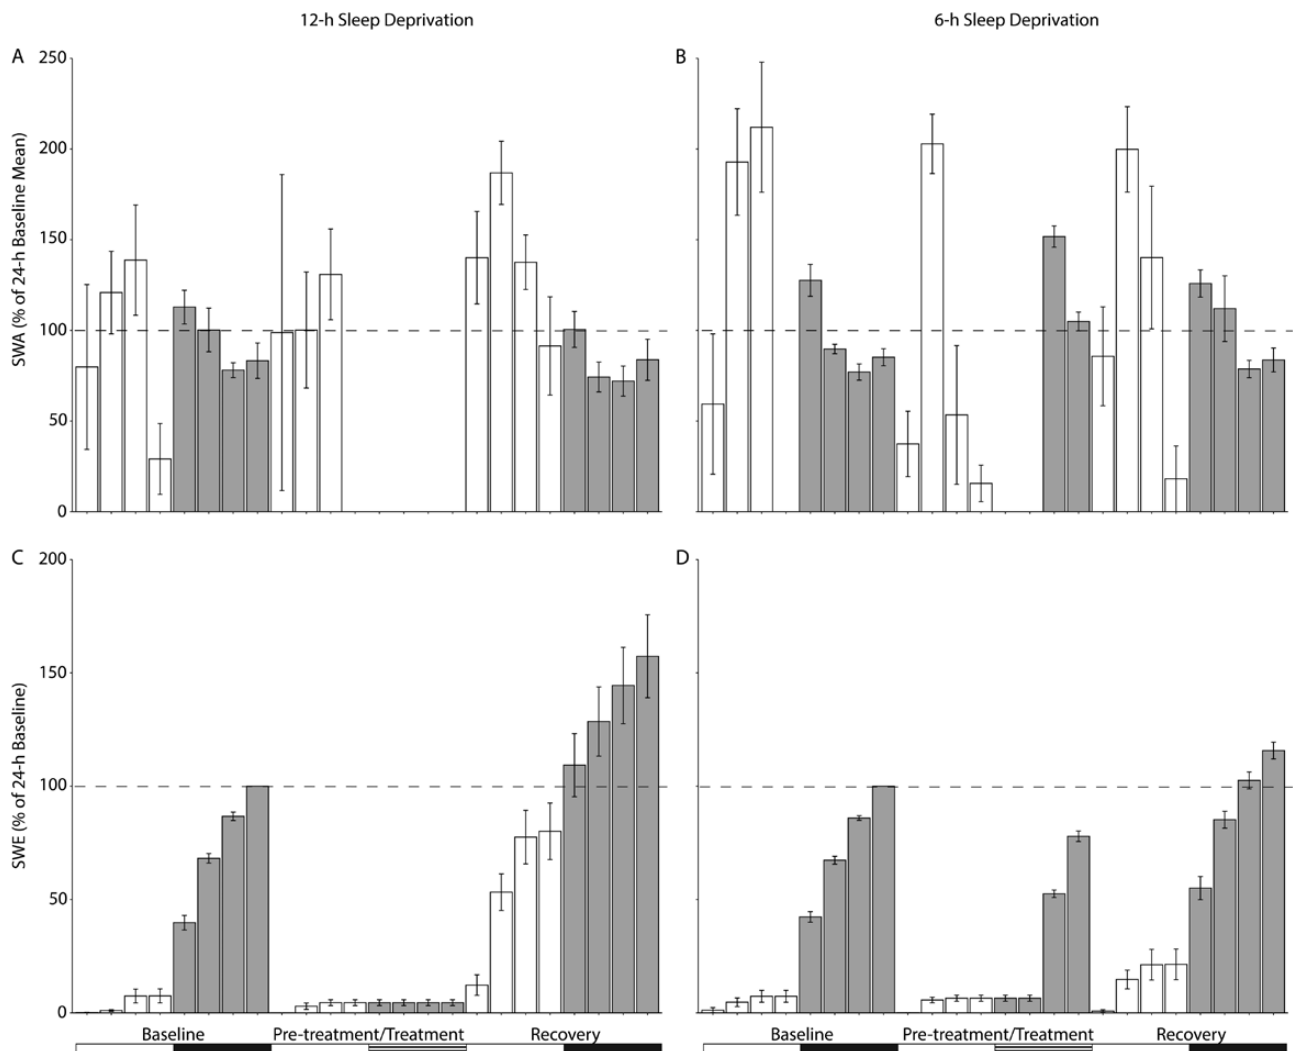 12-h Sleep Deprivation
6-h Sleep Deprivation
A
B
SWA (% of 24-h Baseline Mean)
250
200
150
100
50
0
C
D
SWE (% of 24-h Baseline)
200
150
100
50
0
Baseline
Pre-treatment/Treatment
Recovery
Baseline
Pre-treatment/Treatment
Recovery